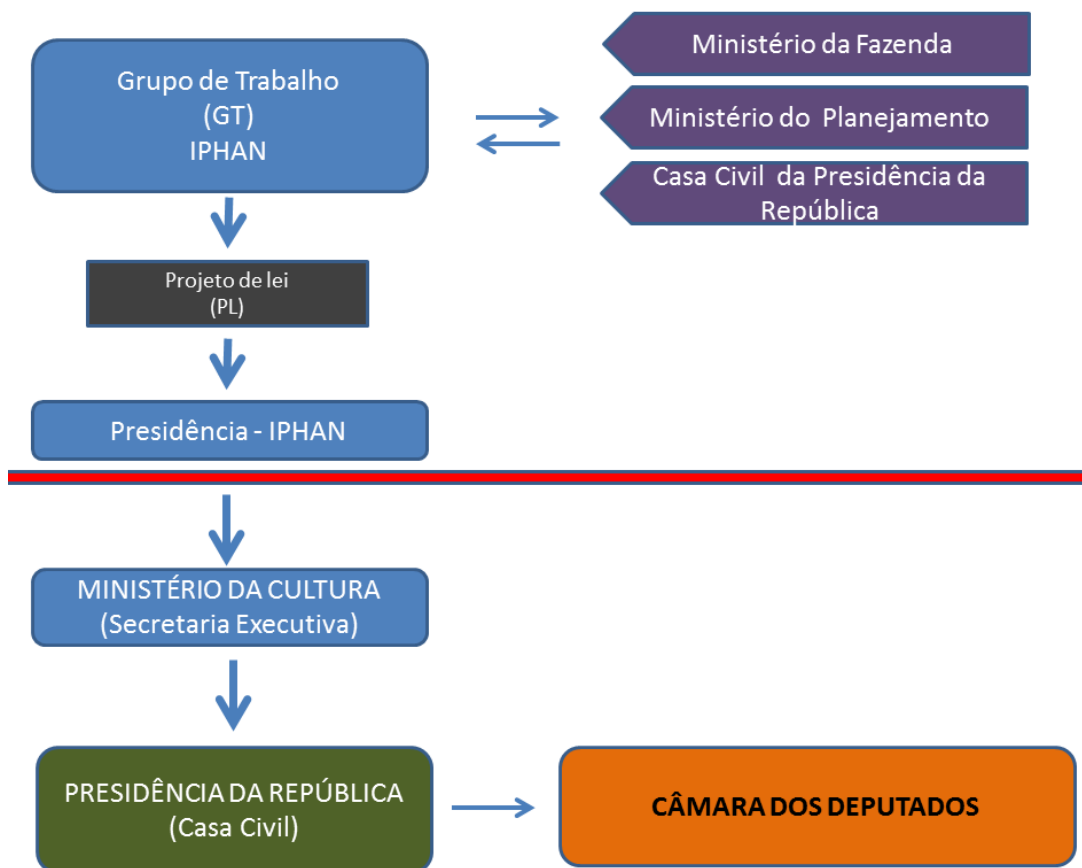 Grupo de Trabalho
(GT)
IPHAN
Ministério da Fazenda
Ministério do Planejamento
Casa Civil da Presidência da
República
Projeto de lei
(PL)
Presidência - IPHAN
MINISTÉRIO DA CULTURA
(Secretaria Executiva)
PRESIDÊNCIA DA REPÚBLICA
(Casa Civil)
CÂMARA DOS DEPUTADOS